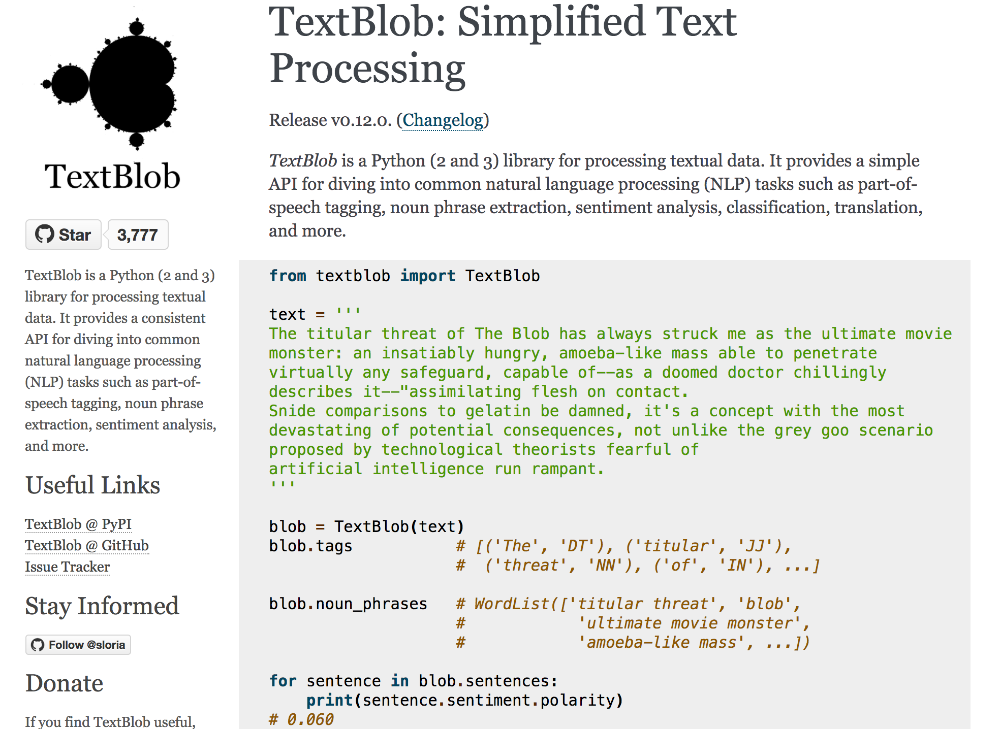 TextBlob
Star 3,777
TextBlob is a Python (2 and 3)
library for processing textual
data. It provides a consistent
API for diving into common
natural language processing
(NLP) tasks such as part-of-
speech tagging, noun phrase
extraction, sentiment analysis,
and more.
Useful Links
TextBlob @ PyPI
TextBlob @ GitHub
Issue Tracker
Stay Informed
Follow @sloria
Donate
If you find TextBlob useful,
TextBlob: Simplified Text
Processing
Release v0.12.0. (Changelog)
TextBlob is a Python (2 and 3) library for processing textual data. It provides a simple
API for diving into common natural language processing (NLP) tasks such as part-of-
speech tagging, noun phrase extraction, sentiment analysis, classification, translation,
and more.
from textblob import TextBlob
text = '''
The titular threat of The Blob has always struck me as the ultimate movie
monster: an insatiably hungry, amoeba-like mass able to penetrate
virtually any safeguard, capable of--as a doomed doctor chillingly
describes it--"assimilating flesh on contact.
Snide comparisons to gelatin be damned, it's a concept with the most
devastating of potential consequences, not unlike the grey goo scenario
proposed by technological theorists fearful of
artificial intelligence run rampant.
'''
blob = TextBlob(text)
blob.tags           # [('The', 'DT'), ('titular', 'JJ'),
                    #  ('threat', 'NN'), ('of', 'IN'), ...]
blob.noun_phrases   # WordList(['titular threat', 'blob',
                    #            'ultimate movie monster',
                    #            'amoeba-like mass', ...])
for sentence in blob.sentences:
    print(sentence.sentiment.polarity)
# 0.060